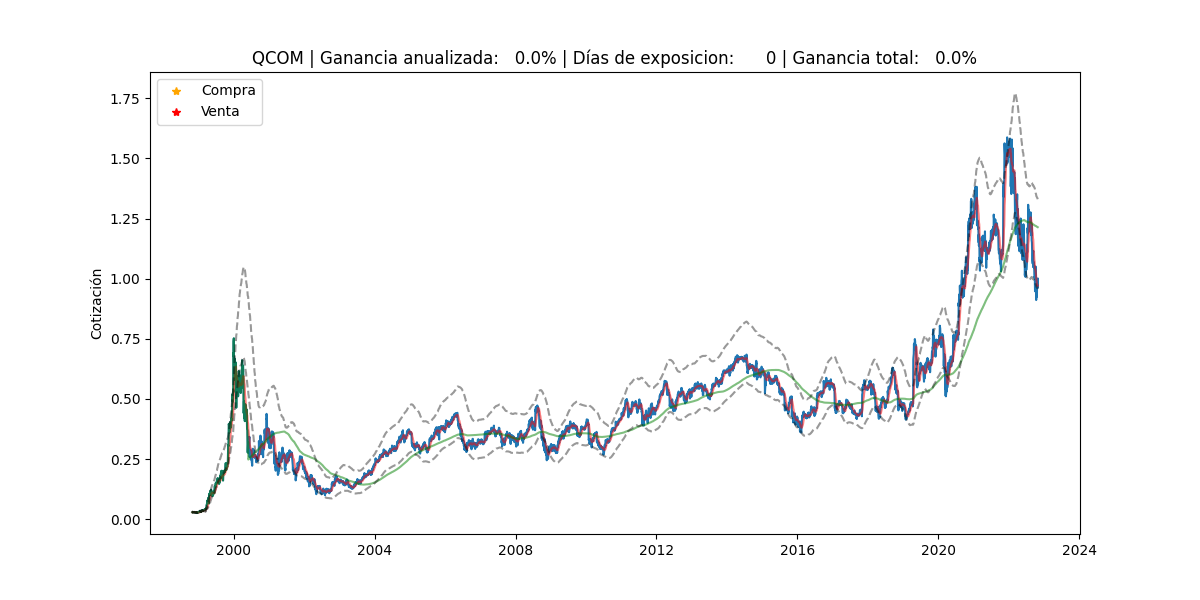 QCOM | Ganancia anualizada:   0.0% | Días de exposicion:      0 | Ganancia total:   0.0%
Compra
Venta
Cotización
1.75
1.50
1.25
1.00
0.75
0.50
0.25
0.00
2000 2004 2008 2012 2016 2020 2024